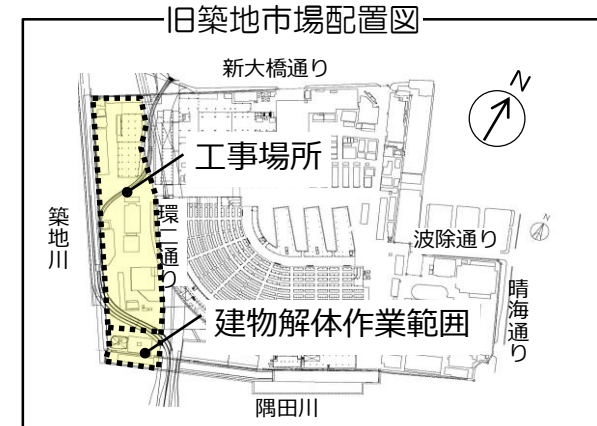 旧築地市場配置図
新大橋通り
N
工事場所
築地川
環二通り
波除通り
N
晴海通り
建物解体作業範囲
隅田川